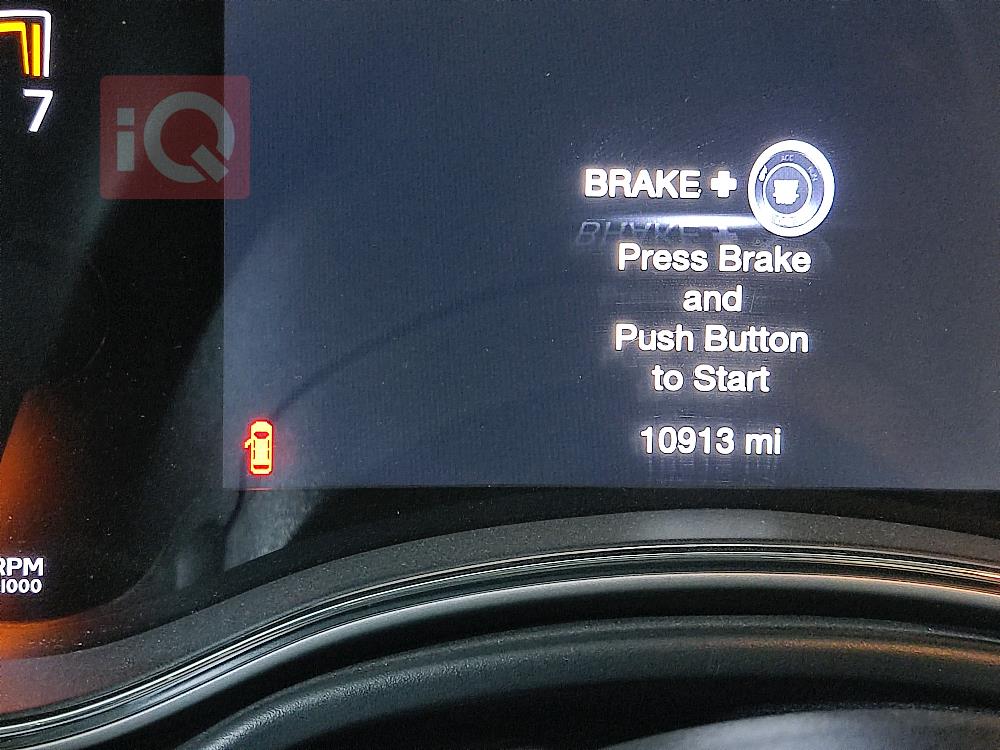 7
iQ
BRAKE +
Press Brake
and
Push Button
to Start
10913 mi
RPM
1000